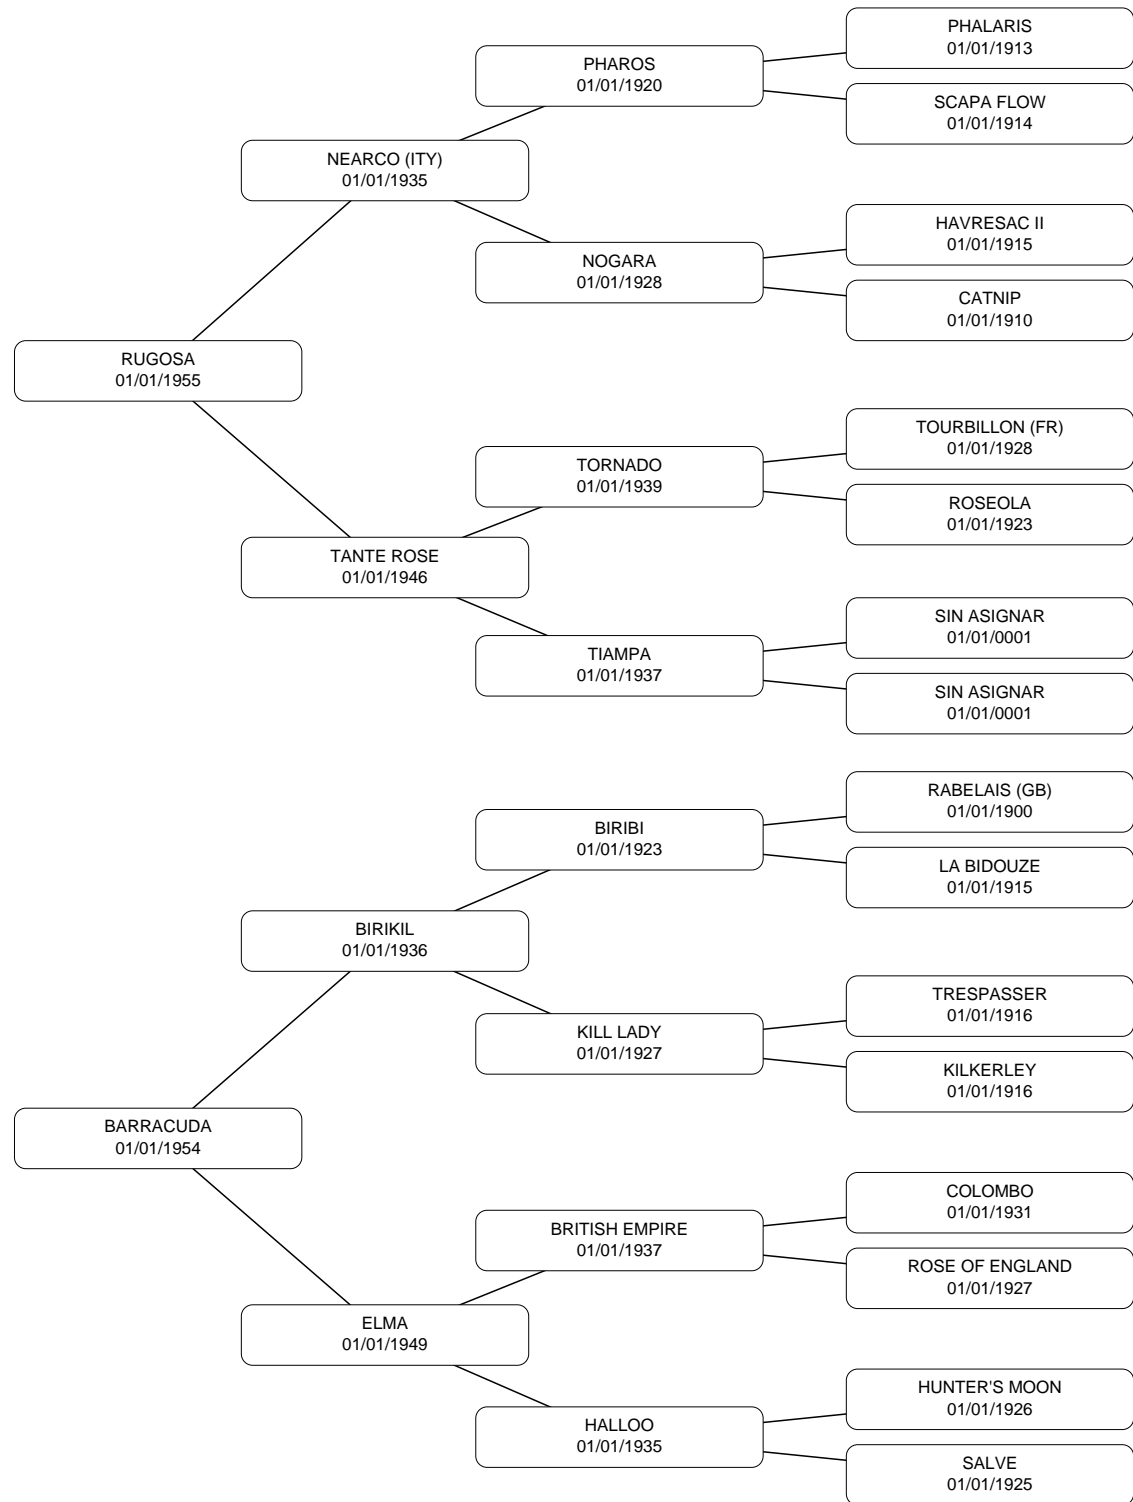 PHALARIS
01/01/1913
PHAROS
01/01/1920
SCAPA FLOW
01/01/1914
NEARCO (ITY)
01/01/1935
HAVRESAC II
01/01/1915
NOGARA
01/01/1928
CATNIP
01/01/1910
RUGOSA
01/01/1955
TOURBILLON (FR)
01/01/1928
TORNADO
01/01/1939
ROSEOLA
01/01/1923
TANTE ROSE
01/01/1946
SIN ASIGNAR
01/01/0001
TIAMPA
01/01/1937
SIN ASIGNAR
01/01/0001
RABELAIS (GB)
01/01/1900
BIRIBI
01/01/1923
LA BIDOUZE
01/01/1915
BIRIKIL
01/01/1936
TRESPASSER
01/01/1916
KILL LADY
01/01/1927
KILKERLEY
01/01/1916
BARRACUDA
01/01/1954
COLOMBO
01/01/1931
BRITISH EMPIRE
01/01/1937
ROSE OF ENGLAND
01/01/1927
ELMA
01/01/1949
HUNTER'S MOON
01/01/1926
HALLOO
01/01/1935
SALVE
01/01/1925